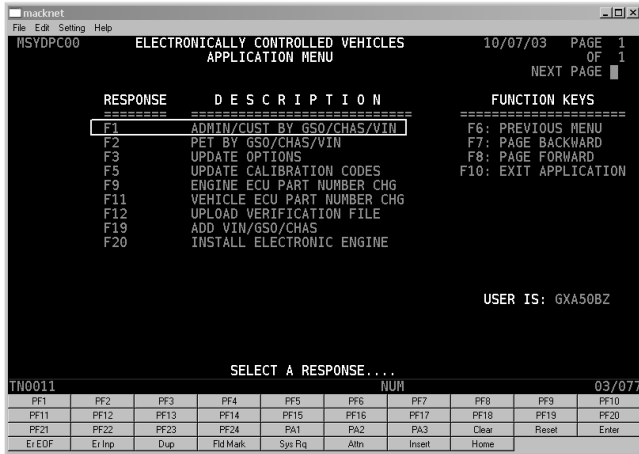 macknet
File Edit Setting Help
MSYDPC00 ELECTRONICALLY CONTROLLED VEHICLES 10/07/03 PAGE 1
APPLICATION MENU OF 1
NEXT PAGE
RESPONSE D E S C R I P T I O N FUNCTION KEYS
======== ========================== ====================
F1 ADMIN/CUST BY GSO/CHAS/VIN F6: PREVIOUS MENU
F2 PET BY GSO/CHAS/VIN F7: PAGE BACKWARD
F3 UPDATE OPTIONS F8: PAGE FORWARD
F5 UPDATE CALIBRATION CODES F10: EXIT APPLICATION
F9 ENGINE ECU PART NUMBER CHG
F11 VEHICLE ECU PART NUMBER CHG
F12 UPLOAD VERIFICATION FILE
F19 ADD VIN/GSO/CHAS
F20 INSTALL ELECTRONIC ENGINE
USER IS: GXA50BZ
SELECT A RESPONSE....
TN0011 NUM 03/077
PF1 PF2 PF3 PF4 PF5 PF6 PF7 PF8 PF9 PF10
PF11 PF12 PF13 PF14 PF15 PF16 PF17 PF18 PF19 PF20
PF21 PF22 PF23 PF24 PA1 PA2 PA3 Clear Reset Enter
Er EOF Er Inp Dup Fld Mark Sys Rq Attn Insert Home